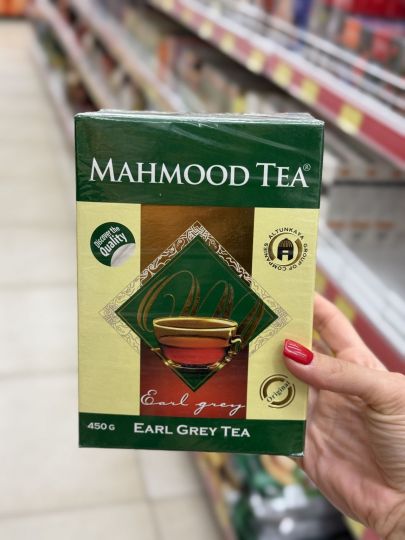 MAHMOOD TEA®
Discover the
Quality
ALTUNKAYA
GROUP OF COMPANIES
Earl grey
Original
450 G
EARL GREY TEA